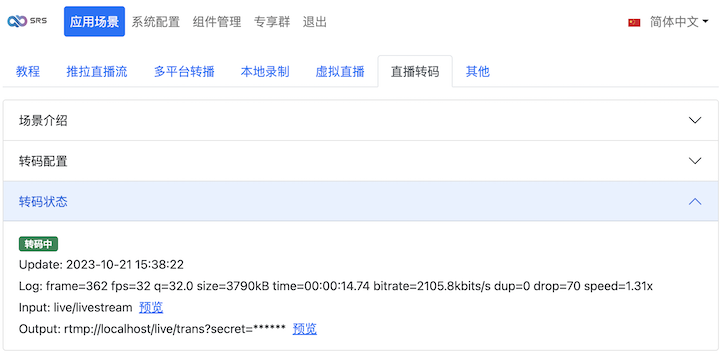 SRS 应用场景 系统配置 组件管理 专享群 退出 简体中文
教程 推拉直播流 多平台转播 本地录制 虚拟直播 直播转码 其他
场景介绍
转码配置
转码状态
转码中
Update: 2023-10-21 15:38:22
Log: frame=362 fps=32 q=32.0 size=3790kB time=00:00:14.74 bitrate=2105.8kbits/s dup=0 drop=70 speed=1.31x
Input: live/livestream 预览
Output: rtmp://localhost/live/trans?secret=****** 预览